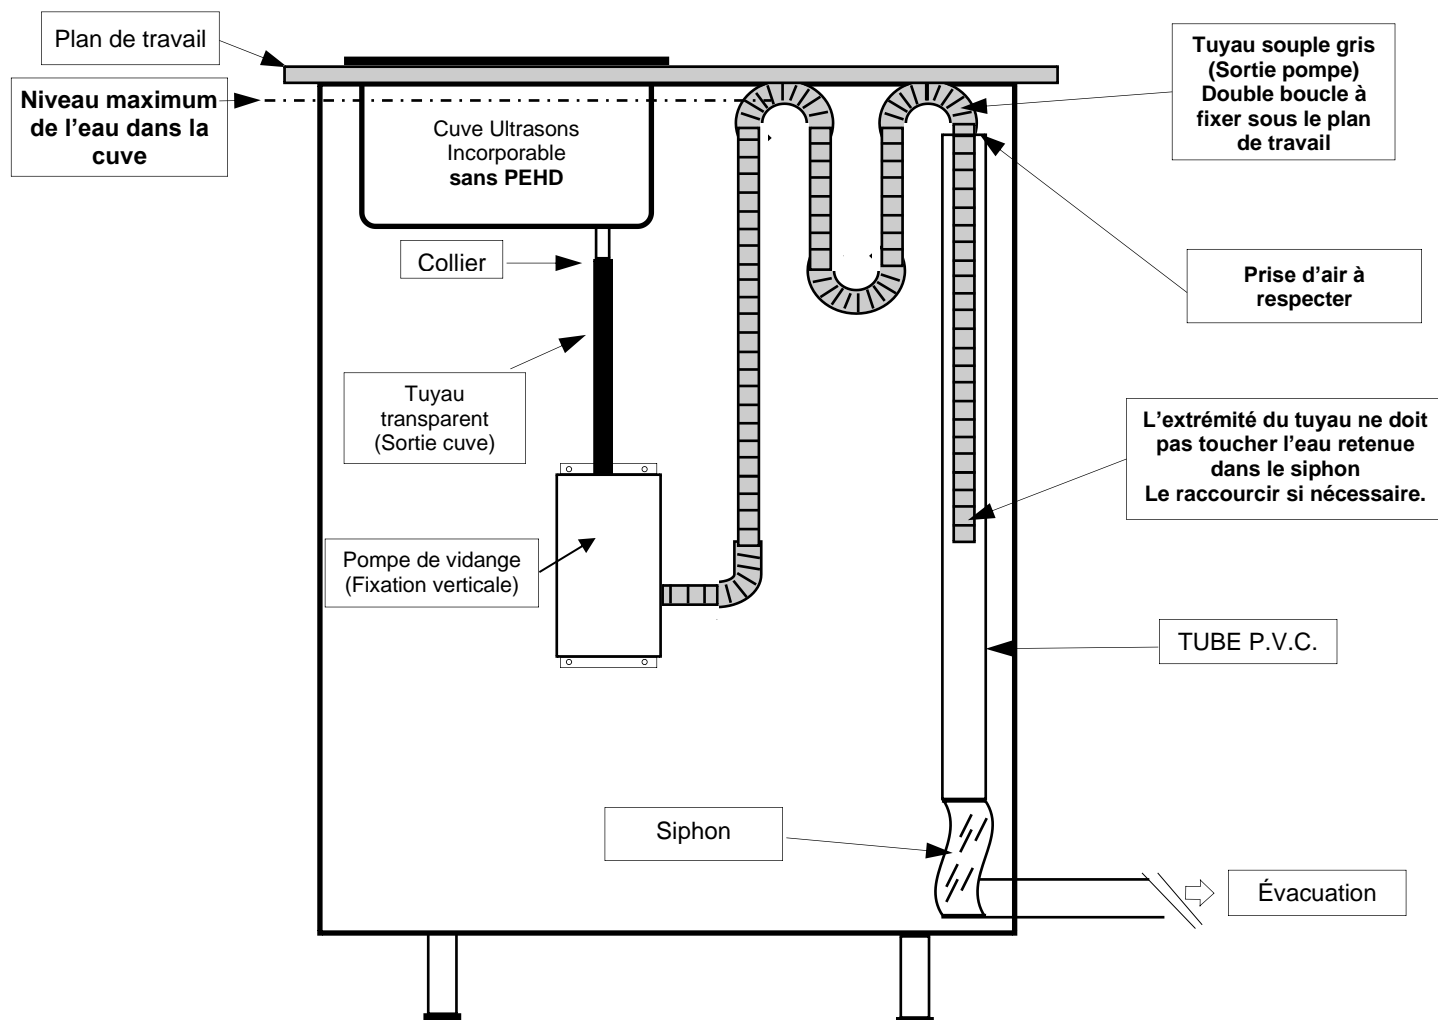 Plan de travail
Niveau maximum
de l’eau dans la
cuve
Cuve Ultrasons
Incorporable
sans PEHD
Tuyau souple gris
(Sortie pompe)
Double boucle à
fixer sous le plan
de travail
Collier
Prise d’air à
respecter
Tuyau
transparent
(Sortie cuve)
L’extrémité du tuyau ne doit
pas toucher l’eau retenue
dans le siphon
Le raccourcir si nécessaire.
Pompe de vidange
(Fixation verticale)
TUBE P.V.C.
Siphon
Évacuation